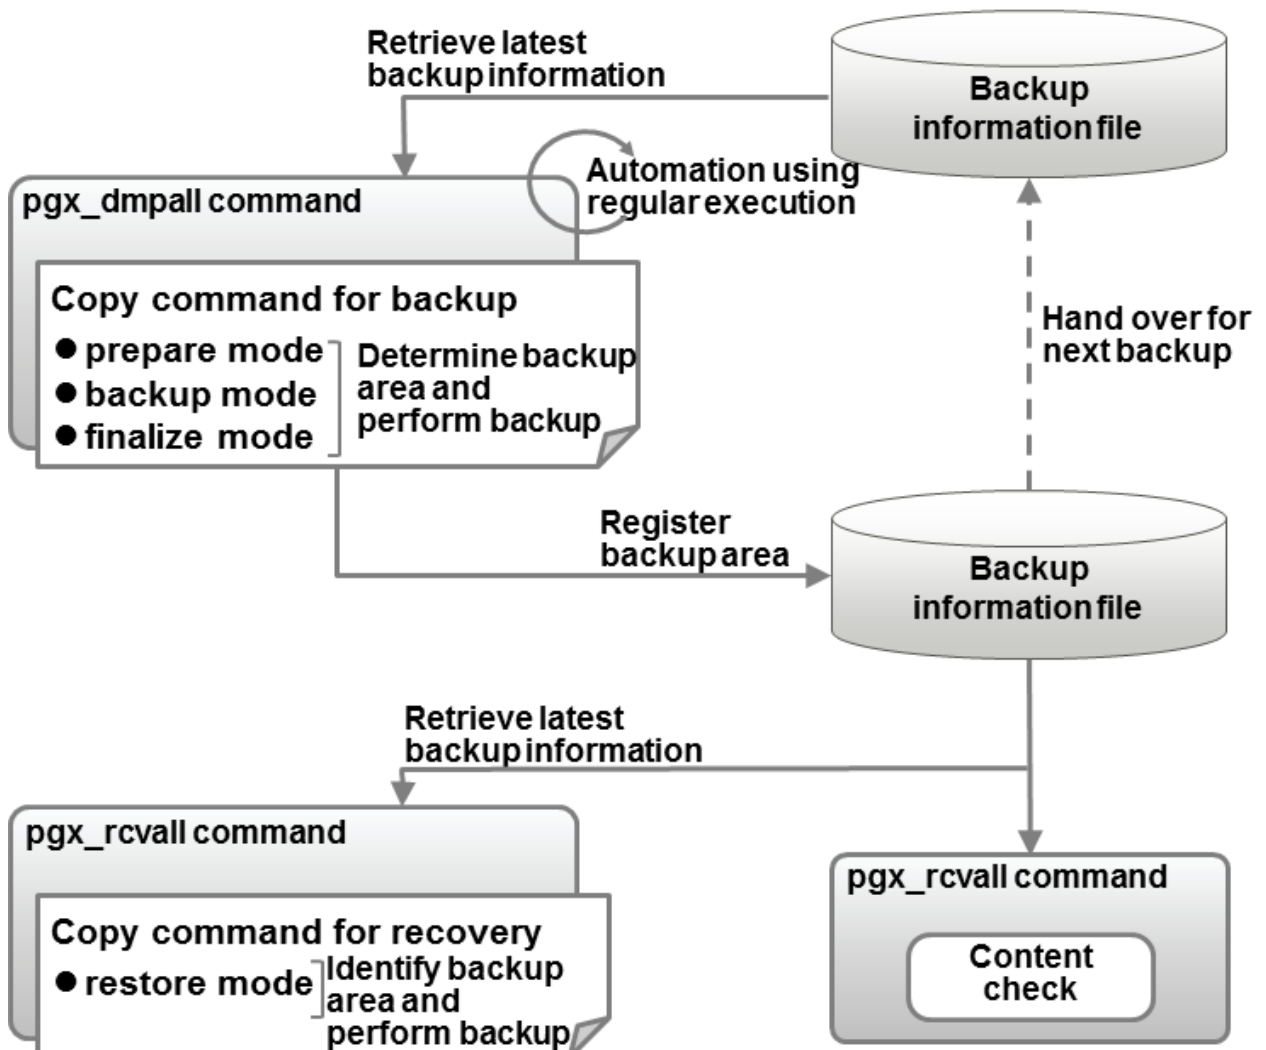 Retrieve latest
backup information
Backup
information file
Automation using
regular execution
pgx_dmpall command
Copy command for backup
● prepare mode
● backup mode
● finalize mode
Determine backup
area and
perform backup
Hand over for
next backup
Register
backup area
Backup
information file
Retrieve latest
backup information
pgx_rcvall command
Copy command for recovery
● restore mode
Identify backup
area and
perform backup
pgx_rcvall command
Content
check